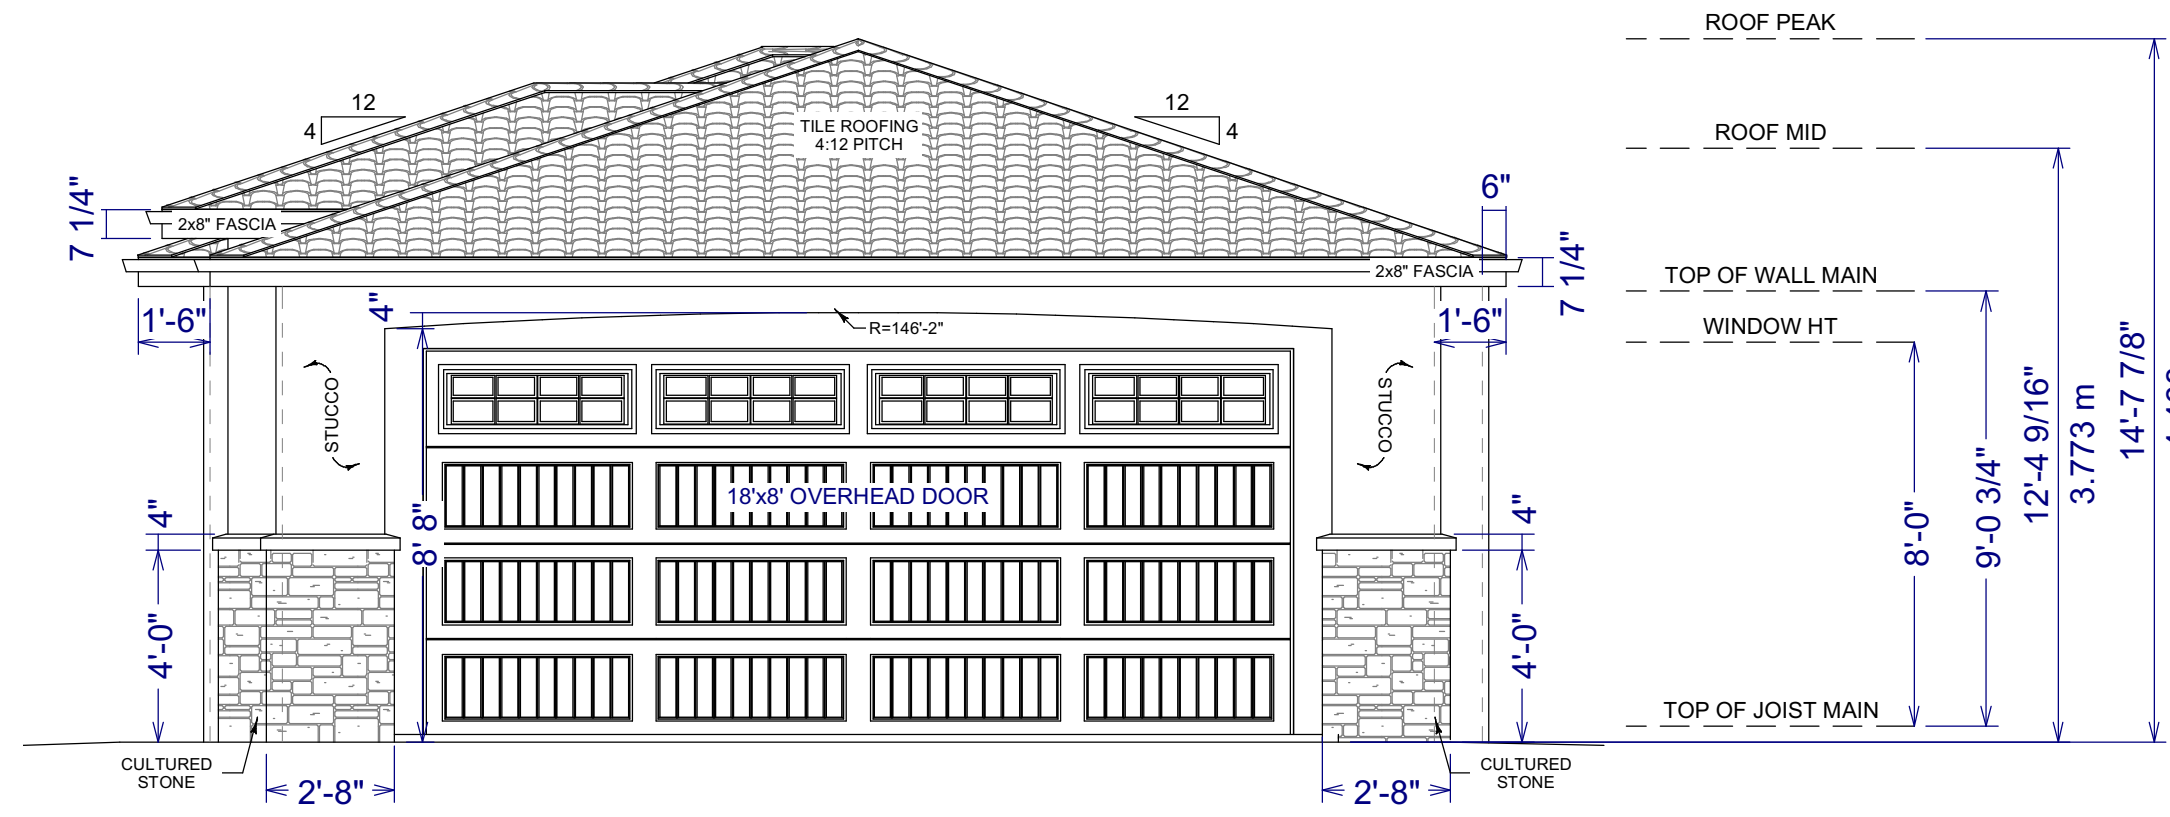 ROOF PEAK
12
12
4
4
TILE ROOFING
4:12 PITCH
ROOF MID
6"
7 1/4"
2x8" FASCIA
7 1/4"
2x8" FASCIA
TOP OF WALL MAIN
4"
1'-6"
1'-6"
R=146'-2"
WINDOW HT
STUCCO
STUCCO
14'-7 7/8"
12'-4 9/16"
3.773 m
18'x8' OVERHEAD DOOR
8' 8"
4"
4"
8'-0"
9'-0 3/4"
4'-0"
4'-0"
TOP OF JOIST MAIN
CULTURED
STONE
CULTURED
STONE
2'-8"
2'-8"